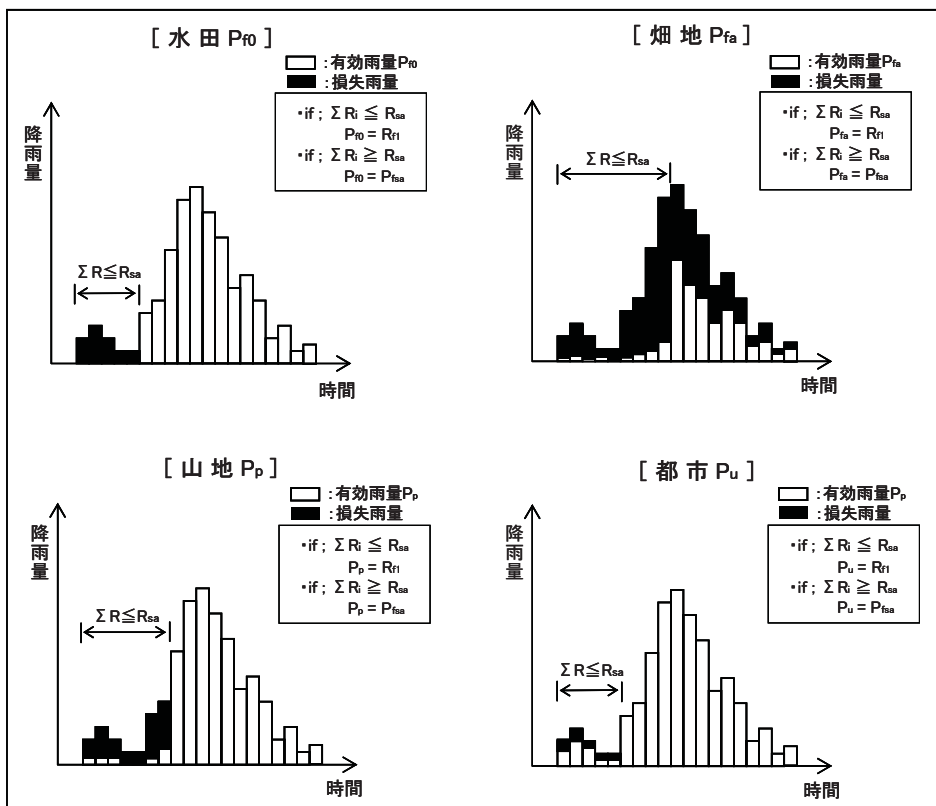 [ 水 田 Pf0 ]
□ :有効雨量Pf0
■ :損失雨量
・if ; Σ Ri ≦ Rsa
Pf0 = Rf1
・if ; Σ Ri ≧ Rsa
Pf0 = Pfsa
降雨量
Σ R≦Rsa
時間
[ 畑 地 Pfa ]
□ :有効雨量Pfa
■ :損失雨量
・if ; Σ Ri ≦ Rsa
Pfa = Rf1
・if ; Σ Ri ≧ Rsa
Pfa = Pfsa
降雨量
Σ R≦Rsa
時間
[ 山 地 Pp ]
□ :有効雨量Pp
■ :損失雨量
・if ; Σ Ri ≦ Rsa
Pp = Rf1
・if ; Σ Ri ≧ Rsa
Pp = Pfsa
降雨量
Σ R≦Rsa
時間
[ 都 市 Pu ]
□ :有効雨量Pp
■ :損失雨量
・if ; Σ Ri ≦ Rsa
Pu = Rf1
・if ; Σ Ri ≧ Rsa
Pu = Pfsa
降雨量
Σ R≦Rsa
時間